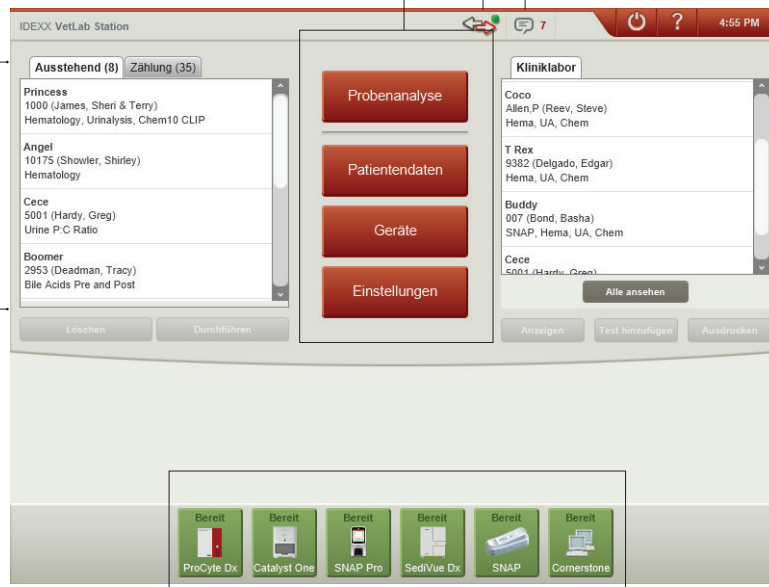 IDEXX VetLab Station
7
?
4:55 PM
Ausstehend (8)
Zählung (35)
Princess
1000 (James, Sheri & Terry)
Hematology, Urinalysis, Chem10 CLIP
Angel
10175 (Showler, Shirley)
Hematology
Cece
5001 (Hardy, Greg)
Urine P:C Ratio
Boomer
2953 (Deadman, Tracy)
Bile Acids Pre and Post
Löschen
Durchführen
Probenanalyse
Patientendaten
Geräte
Einstellungen
Kliniklabor
Coco
Allen,P (Reev, Steve)
Hema, UA, Chem
T Rex
9382 (Delgado, Edgar)
Hema, UA, Chem
Buddy
007 (Bond, Basha)
SNAP, Hema, UA, Chem
Cece
5001 (Hardy, Greg)
Alle ansehen
Anzeigen
Test hinzufügen
Ausdrucken
Bereit
ProCyte Dx
Bereit
Catalyst One
Bereit
SNAP Pro
Bereit
SediVue Dx
Bereit
SNAP
Bereit
Cornerstone